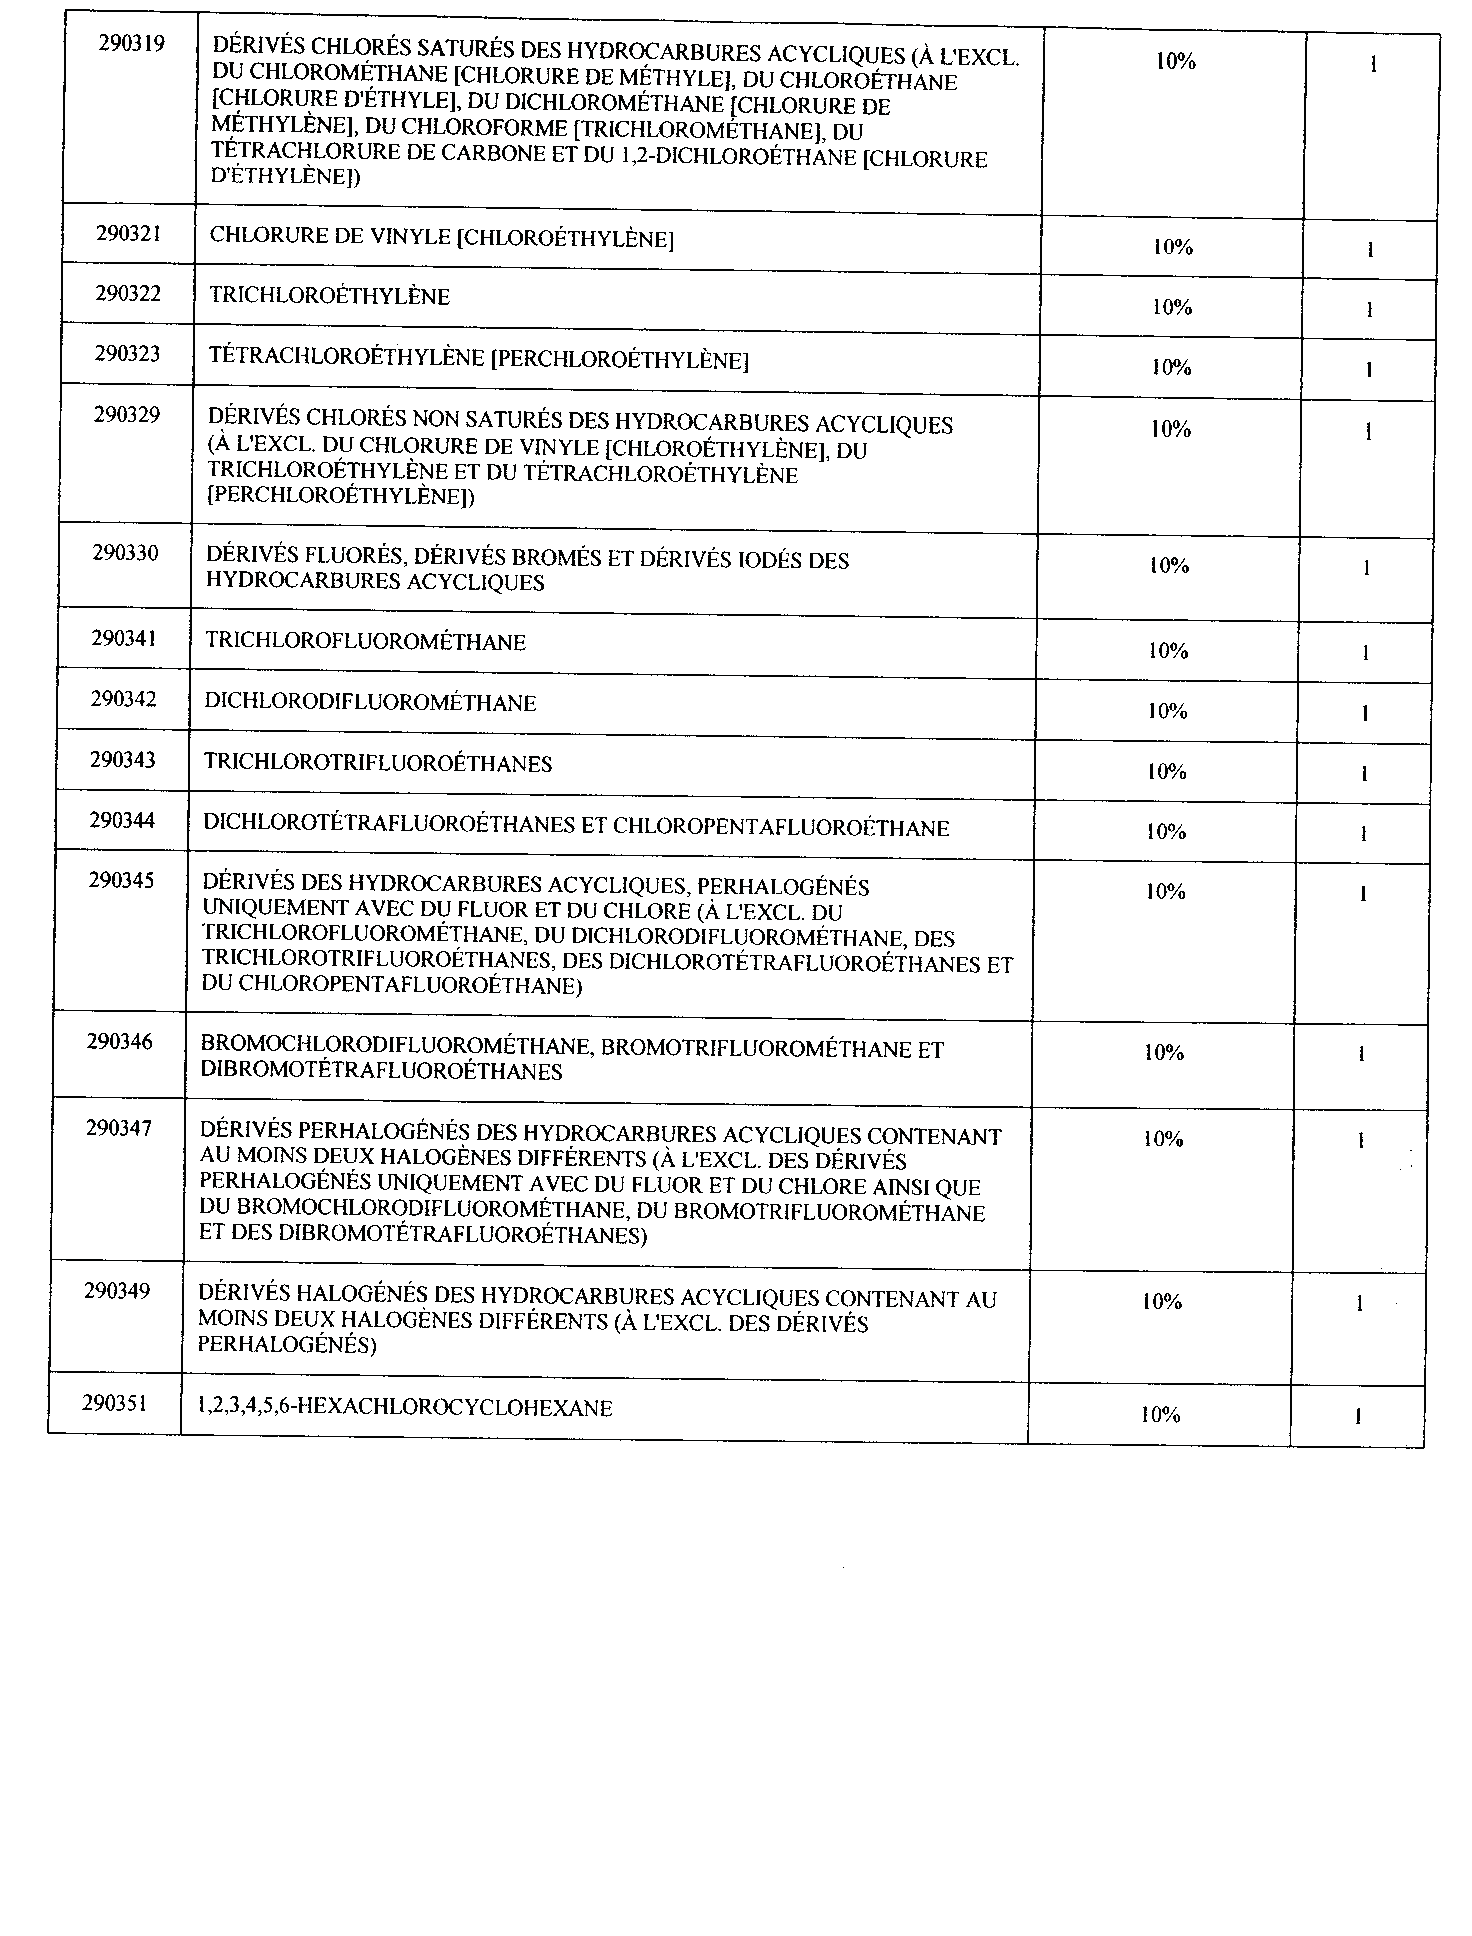 290319 DÉRIVÉS CHLORÉS SATURÉS DES HYDROCARBURES ACYCLIQUES (À L'EXCL. 10% 1
DU CHLOROMÉTHANE [CHLORURE DE MÉTHYLE], DU CHLOROÉTHANE
[CHLORURE D'ÉTHYLE], DU DICHLOROMÉTHANE [CHLORURE DE
MÉTHYLÈNE], DU CHLOROFORME [TRICHLOROMÉTHANE], DU
TÉTRACHLORURE DE CARBONE ET DU 1,2-DICHLOROÉTHANE [CHLORURE
D'ÉTHYLÈNE])
290321 CHLORURE DE VINYLE [CHLOROÉTHYLÈNE] 10% 1
290322 TRICHLOROÉTHYLÈNE 10% 1
290323 TÉTRACHLOROÉTHYLÈNE [PERCHLOROÉTHYLÈNE] 10% 1
290329 DÉRIVÉS CHLORÉS NON SATURÉS DES HYDROCARBURES ACYCLIQUES 10% 1
(À L'EXCL. DU CHLORURE DE VINYLE [CHLOROÉTHYLÈNE], DU
TRICHLOROÉTHYLÈNE ET DU TÉTRACHLOROÉTHYLÈNE
[PERCHLOROÉTHYLÈNE])
290330 DÉRIVÉS FLUORÉS, DÉRIVÉS BROMÉS ET DÉRIVÉS IODÉS DES 10% 1
HYDROCARBURES ACYCLIQUES
290341 TRICHLOROFLUOROMÉTHANE 10% 1
290342 DICHLORODIFLUOROMÉTHANE 10% 1
290343 TRICHLOROTRIFLUOROÉTHANES 10% 1
290344 DICHLOROTÉTRAFLUOROÉTHANES ET CHLOROPENTAFLUOROÉTHANE 10% 1
290345 DÉRIVÉS DES HYDROCARBURES ACYCLIQUES, PERHALOGÉNÉS 10% 1
UNIQUEMENT AVEC DU FLUOR ET DU CHLORE (À L'EXCL. DU
TRICHLOROFLUOROMÉTHANE, DU DICHLORODIFLUOROMÉTHANE, DES
TRICHLOROTRIFLUOROÉTHANES, DES DICHLOROTÉTRAFLUOROÉTHANES ET
DU CHLOROPENTAFLUOROÉTHANE)
290346 BROMOCHLORODIFLUOROMÉTHANE, BROMOTRIFLUOROMÉTHANE ET 10% 1
DIBROMOTÉTRAFLUOROÉTHANES
290347 DÉRIVÉS PERHALOGÉNÉS DES HYDROCARBURES ACYCLIQUES CONTENANT 10% 1
AU MOINS DEUX HALOGÈNES DIFFÉRENTS (À L'EXCL. DES DÉRIVÉS
PERHALOGÉNÉS UNIQUEMENT AVEC DU FLUOR ET DU CHLORE AINSI QUE
DU BROMOCHLORODIFLUOROMÉTHANE, DU BROMOTRIFLUOROMÉTHANE
ET DES DIBROMOTÉTRAFLUOROÉTHANES)
290349 DÉRIVÉS HALOGÉNÉS DES HYDROCARBURES ACYCLIQUES CONTENANT AU 10% 1
MOINS DEUX HALOGÈNES DIFFÉRENTS (À L'EXCL. DES DÉRIVÉS
PERHALOGÉNÉS)
290351 1,2,3,4,5,6-HEXACHLOROCYCLOHEXANE 10% 1